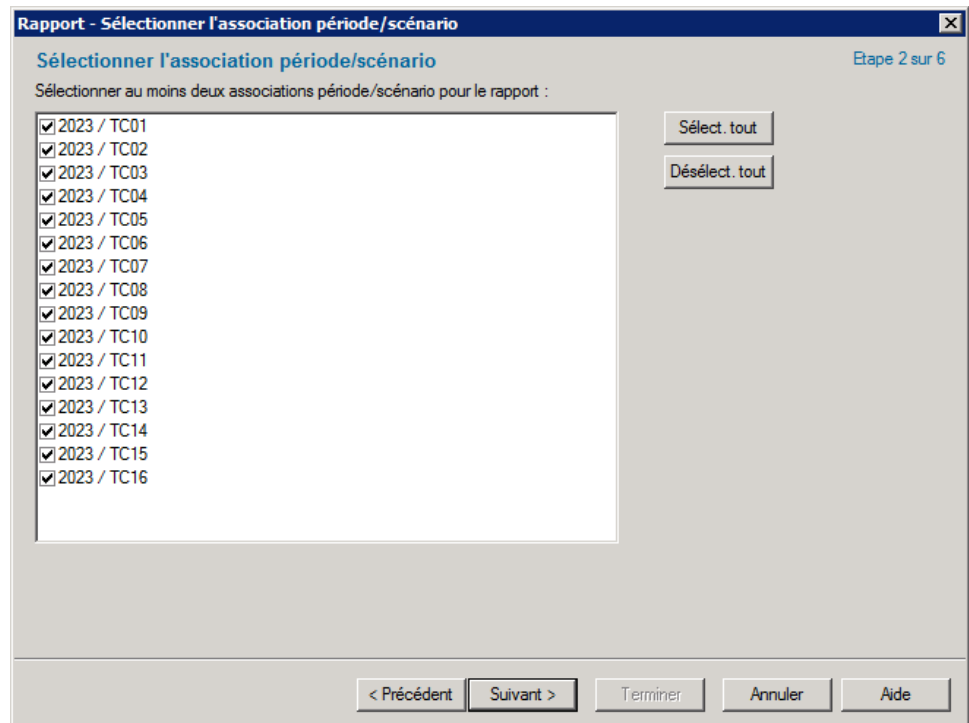 Rapport - Sélectionner l'association période/scénario
Sélectionner l'association période/scénario
Etape 2 sur 6
Sélectionner au moins deux associations période/scénario pour le rapport :
2023 / TC01
2023 / TC02
2023 / TC03
2023 / TC04
2023 / TC05
2023 / TC06
2023 / TC07
2023 / TC08
2023 / TC09
2023 / TC10
2023 / TC11
2023 / TC12
2023 / TC13
2023 / TC14
2023 / TC15
2023 / TC16
Sélect. tout
Désélect. tout
< Précédent
Suivant >
Terminer
Annuler
Aide